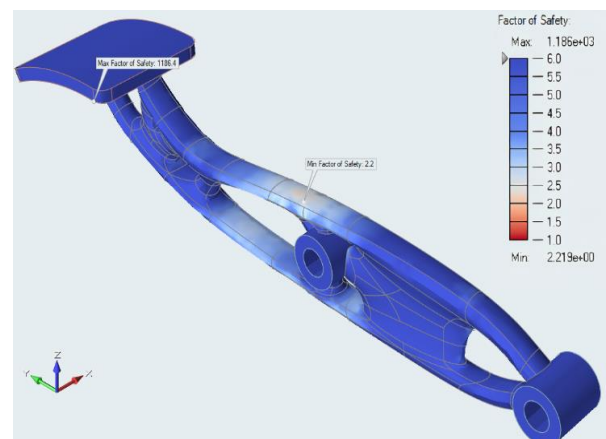 Factor of Safety:
Max: 1.186e+03
6.0
5.5
5.0
4.5
4.0
3.5
3.0
2.5
2.0
1.5
1.0
Min: 2.219e+00
Max Factor of Safety: 1186.4
Min Factor of Safety: 2.2
Z
Y
X